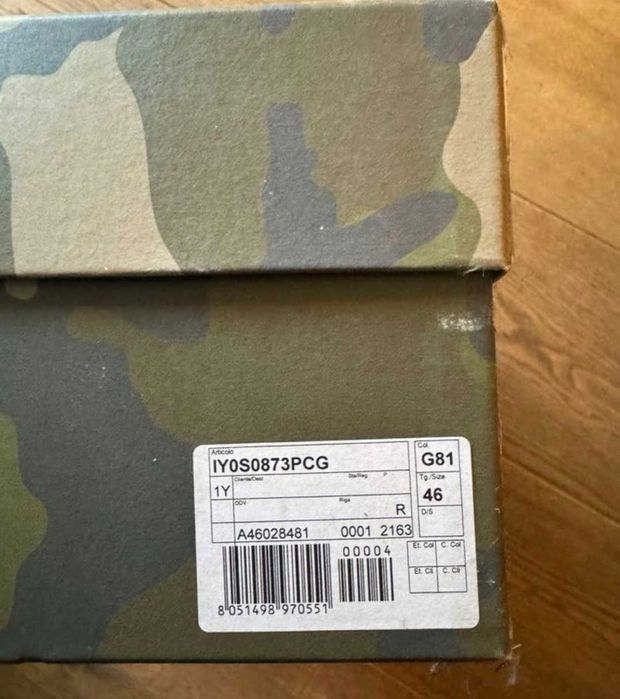 Articolo
IY0S0873PCG
Col.
G81
1Y
Cliente/Dest
Sta/Reg
P
Tg./Size
46
ODV
Riga
R
D/S
A46028481 0001 2163
00004
Et. Col
C. Col
Et. Cli
C. Cli
8 051498 970551